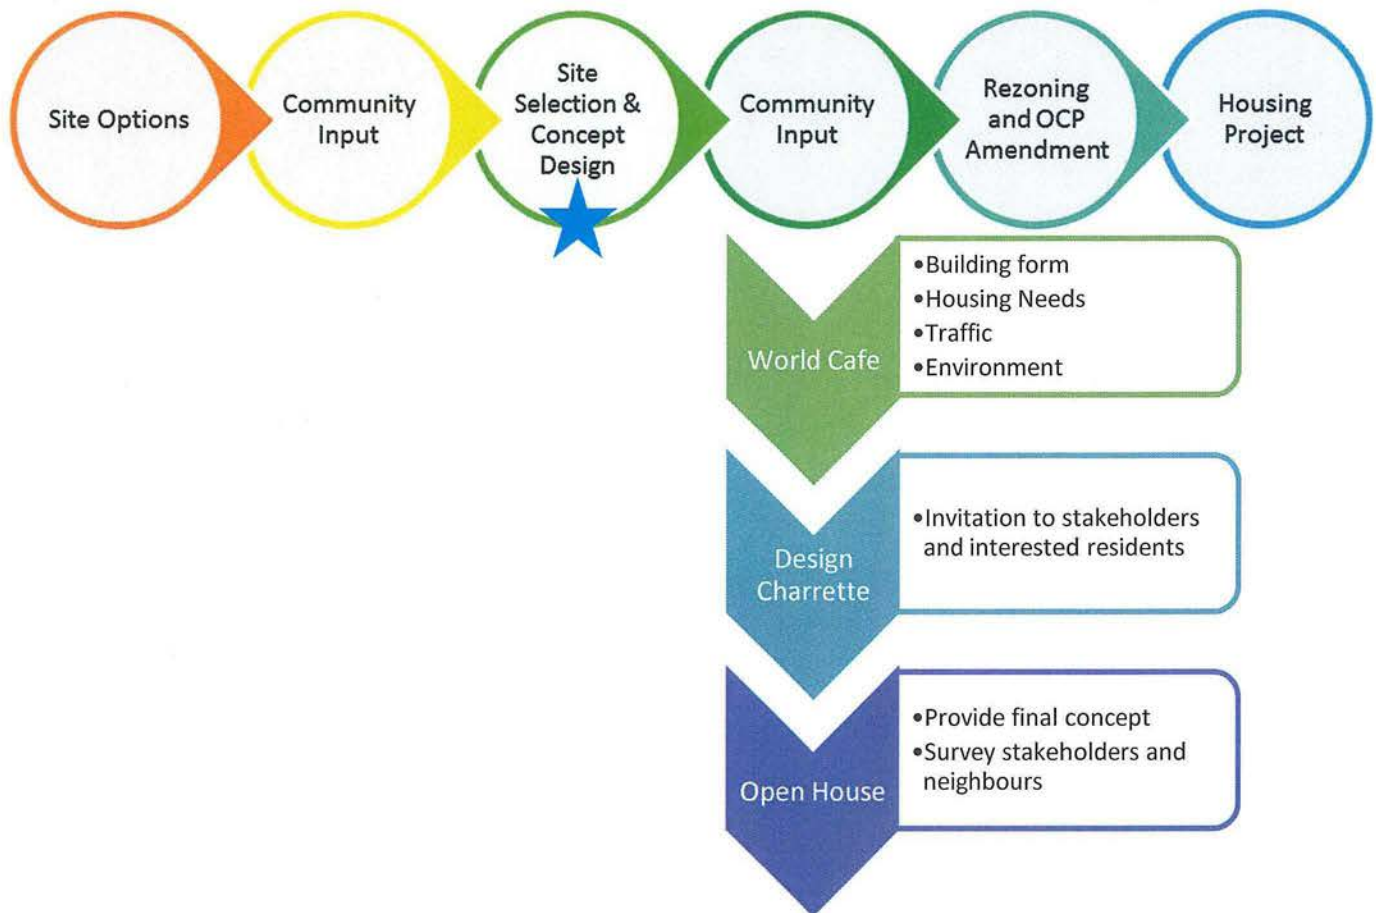 Site Options
Community
Input
Site
Selection &
Concept
Design
Community
Input
Rezoning
and OCP
Amendment
Housing
Project
World Cafe
•Building form
•Housing Needs
•Traffic
•Environment
Design
Charrette
•Invitation to stakeholders
and interested residents
Open House
•Provide final concept
•Survey stakeholders and
neighbours